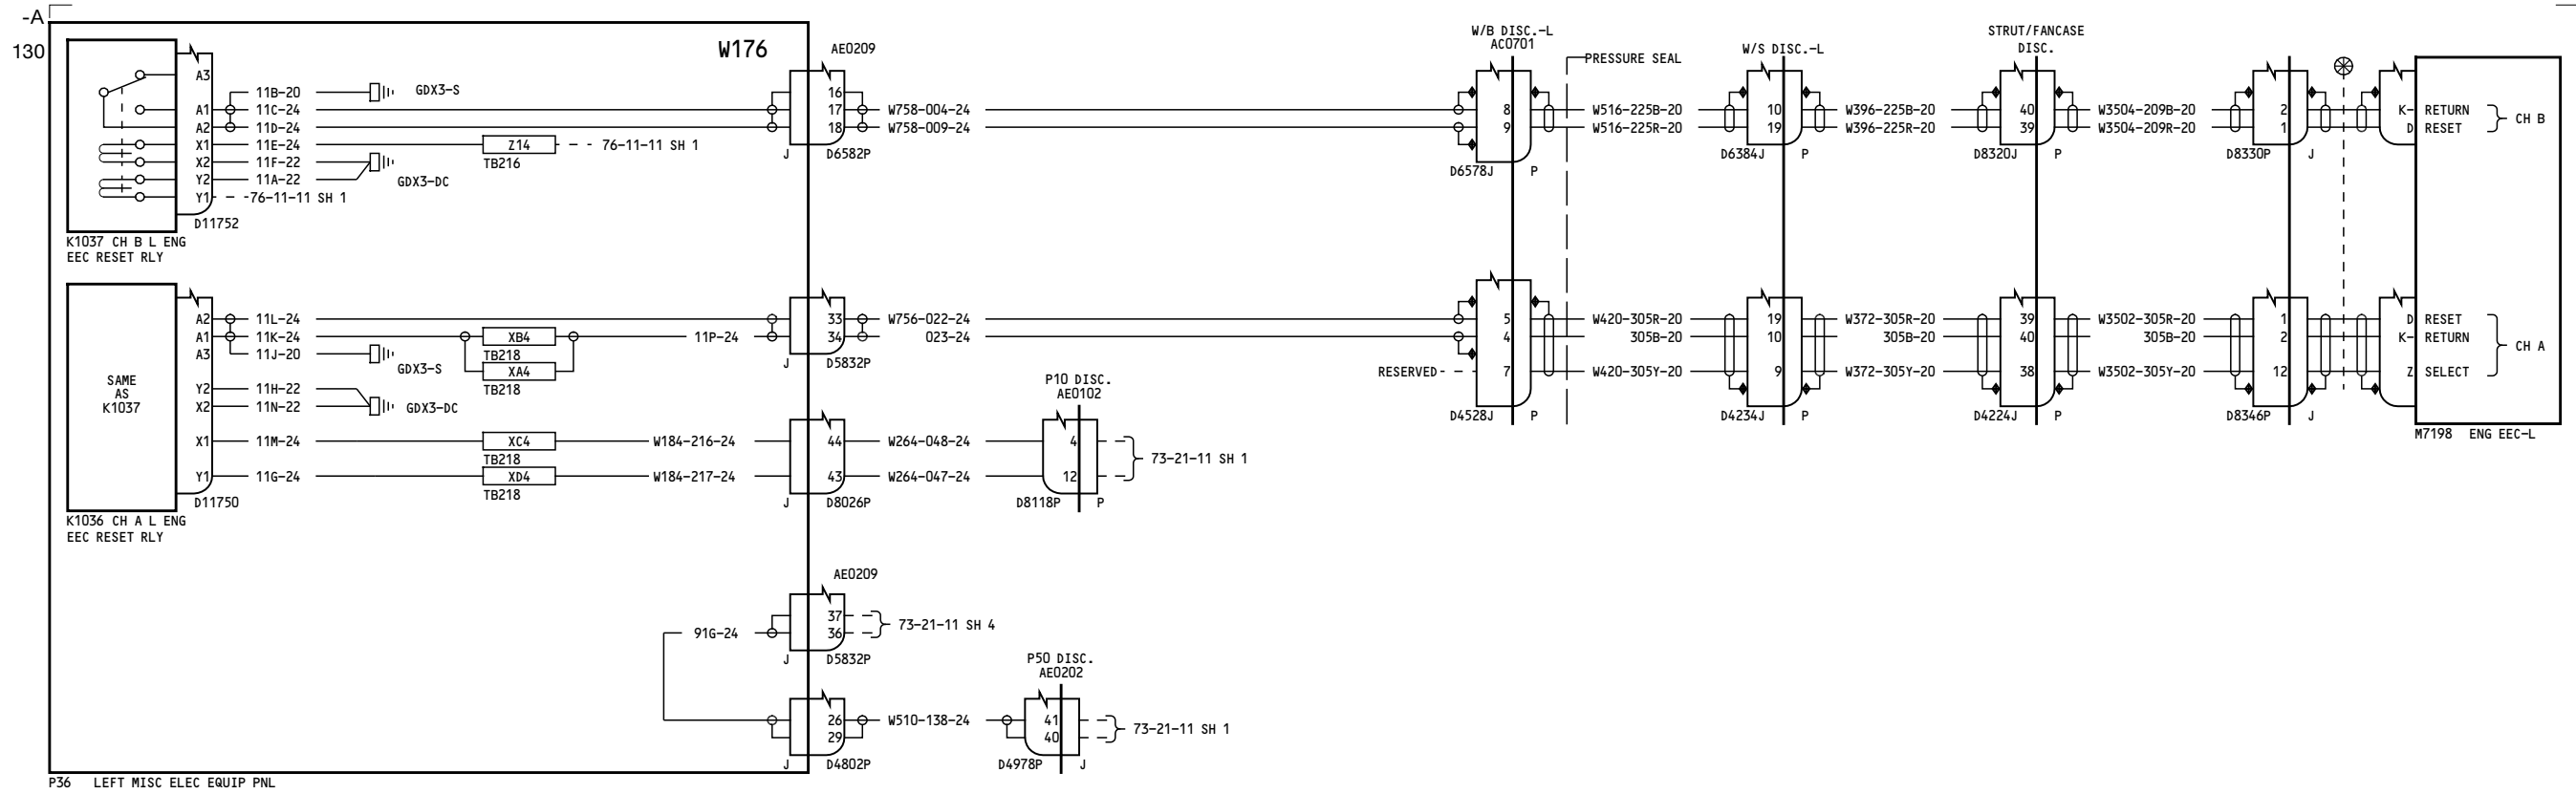 -A
130
W176
AE0209
W/B DISC.-L
AC0701
PRESSURE SEAL
W/S DISC.-L
STRUT/FANCASE
DISC.
A3
11B-20
GDX3-S
16
A1 11C-24
17 W758-004-24
8 W516-225B-20
10 W396-225B-20
40 W3504-209B-20
2
K- RETURN
A2 11D-24
18 W758-009-24
9 W516-225R-20
19 W396-225R-20
39 W3504-209R-20
1
D RESET
CH B
X1 11E-24
Z14
76-11-11 SH 1
TB216
J D6582P
D6384J P
D8320J P
D8330P J
X2 11F-22
D6578J P
Y2 11A-22
GDX3-DC
Y1 -76-11-11 SH 1
D11752
K1037 CH B L ENG
EEC RESET RLY
A2 11L-24
33 W756-022-24
5 W420-305R-20
19 W372-305R-20
39 W3502-305R-20
1
D RESET
A1 11K-24
XB4
11P-24
34 023-24
4 305B-20
10 305B-20
40 305B-20
2
K- RETURN
CH A
A3 11J-20
GDX3-S
TB218
XA4
TB218
J D5832P
RESERVED- 7 W420-305Y-20
9 W372-305Y-20
38 W3502-305Y-20
12
Z SELECT
SAME
AS
K1037
Y2 11H-22
X2 11N-22
GDX3-DC
P10 DISC.
AE0102
D4528J P
D4234J P
D4224J P
D8346P J
M7198 ENG EEC-L
X1 11M-24
XC4
W184-216-24
44 W264-048-24
4
TB218
73-21-11 SH 1
Y1 11G-24
XD4
W184-217-24
43 W264-047-24
12
TB218
D11750
J D8026P
D8118P P
K1036 CH A L ENG
EEC RESET RLY
AE0209
37
91G-24
36
73-21-11 SH 4
J D5832P
P50 DISC.
AE0202
26 W510-138-24
41
29
40
73-21-11 SH 1
J D4802P
D4978P J
P36 LEFT MISC ELEC EQUIP PNL